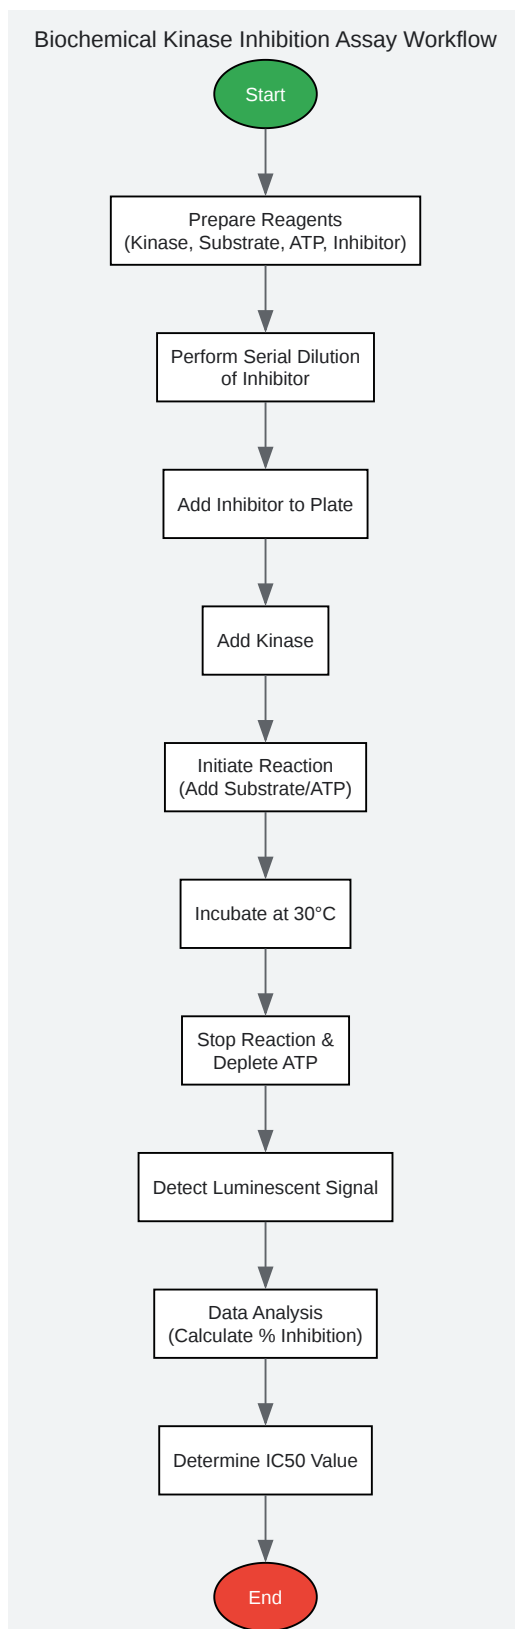 Biochemical Kinase Inhibition Assay Workflow
Start
Prepare Reagents
(Kinase, Substrate, ATP, Inhibitor)
Perform Serial Dilution
of Inhibitor
Add Inhibitor to Plate
Add Kinase
Initiate Reaction
(Add Substrate/ATP)
Incubate at 30°C
Stop Reaction &
Deplete ATP
Detect Luminescent Signal
Data Analysis
(Calculate % Inhibition)
Determine IC50 Value
End